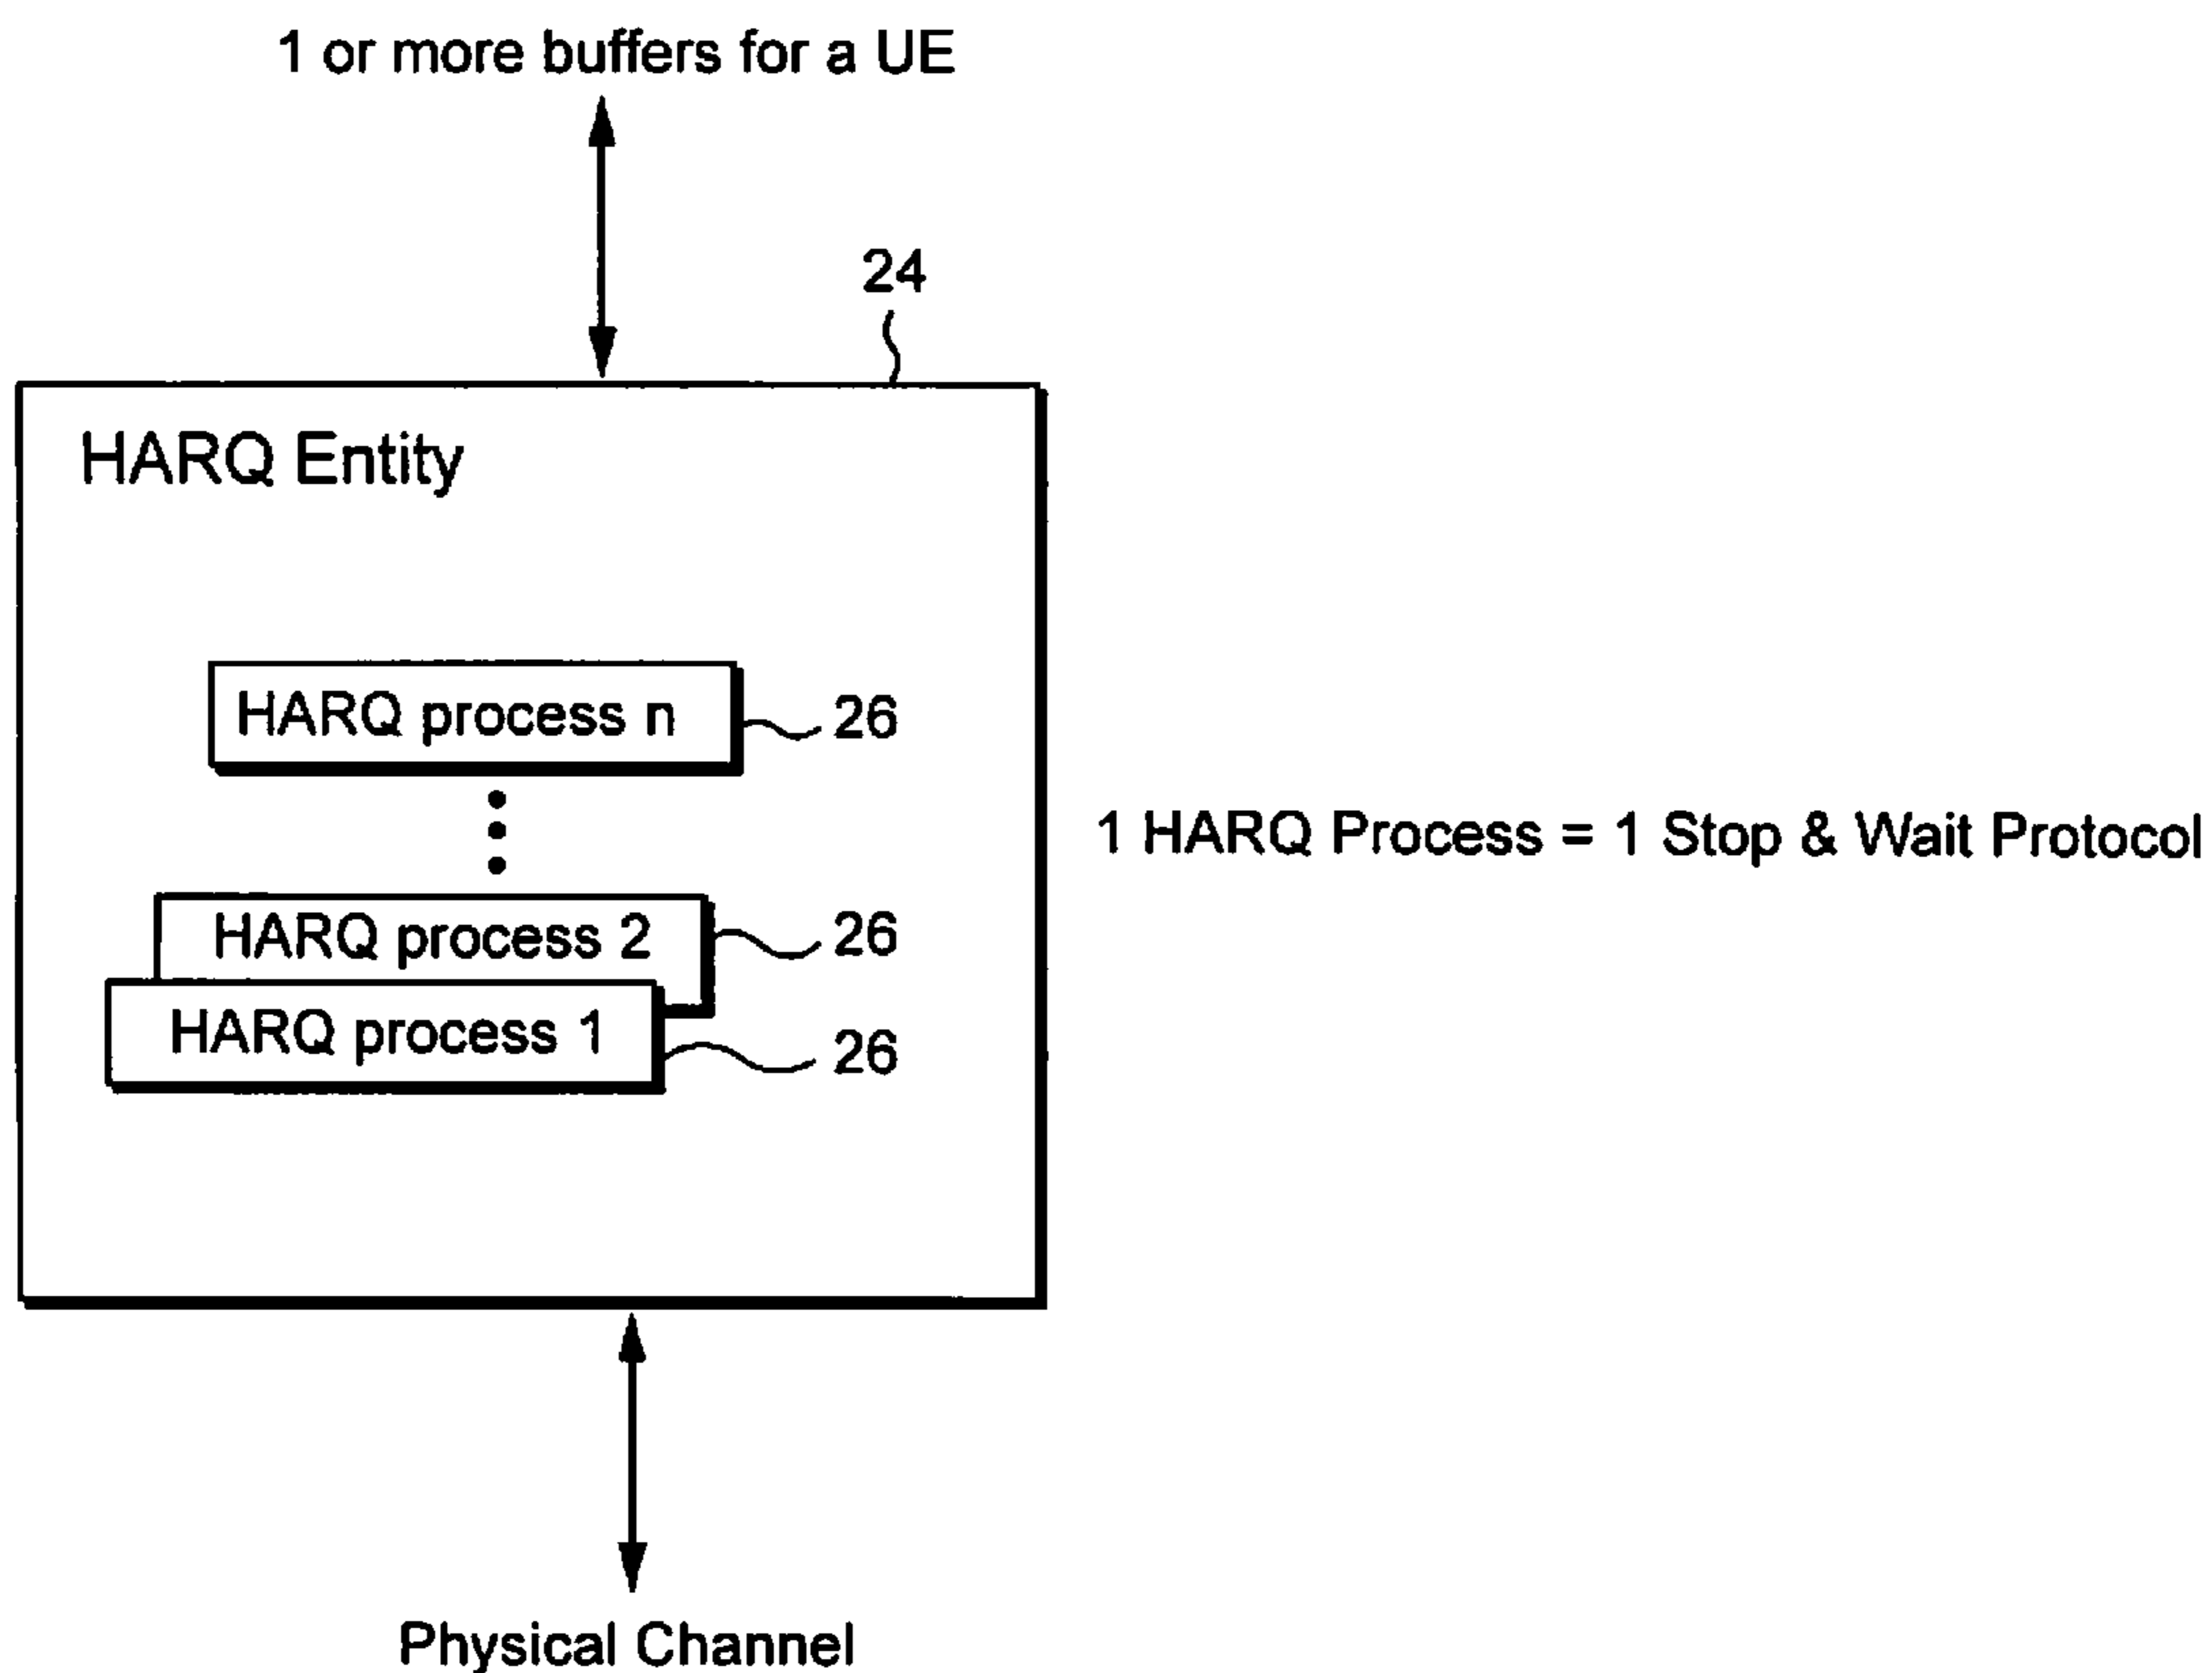 1 or more buffers for a UE
24
HARQ Entity
HARQ process n
26
1 HARQ Process = 1 Stop & Wait Protocol
HARQ process 2
26
HARQ process 1
26
Physical Channel